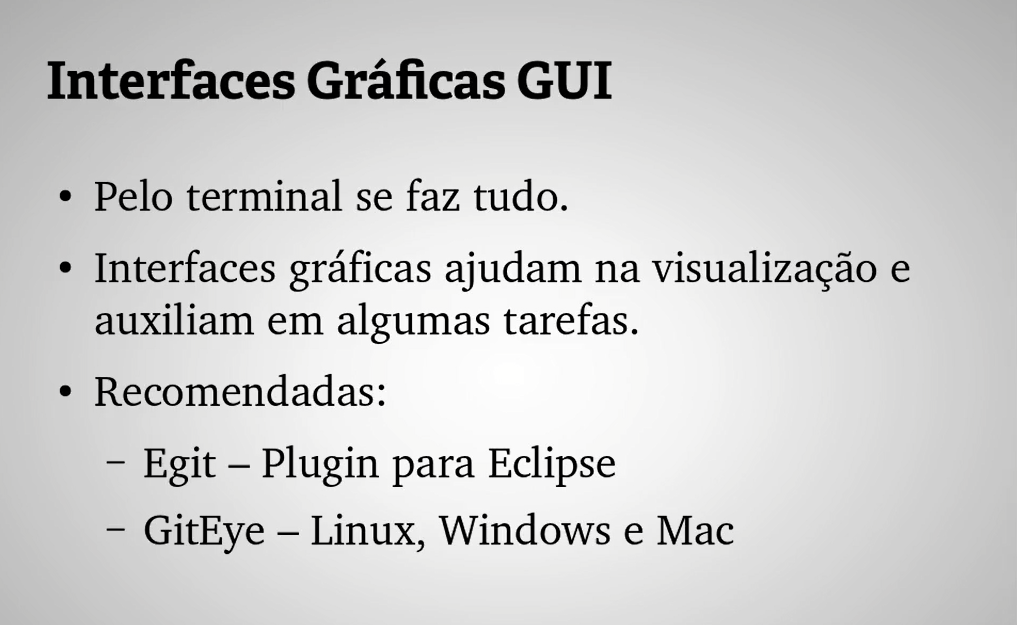 Interfaces Gráficas GUI
• Pelo terminal se faz tudo.
• Interfaces gráficas ajudam na visualização e
auxiliam em algumas tarefas.
• Recomendadas:
– Egit – Plugin para Eclipse
– GitEye – Linux, Windows e Mac